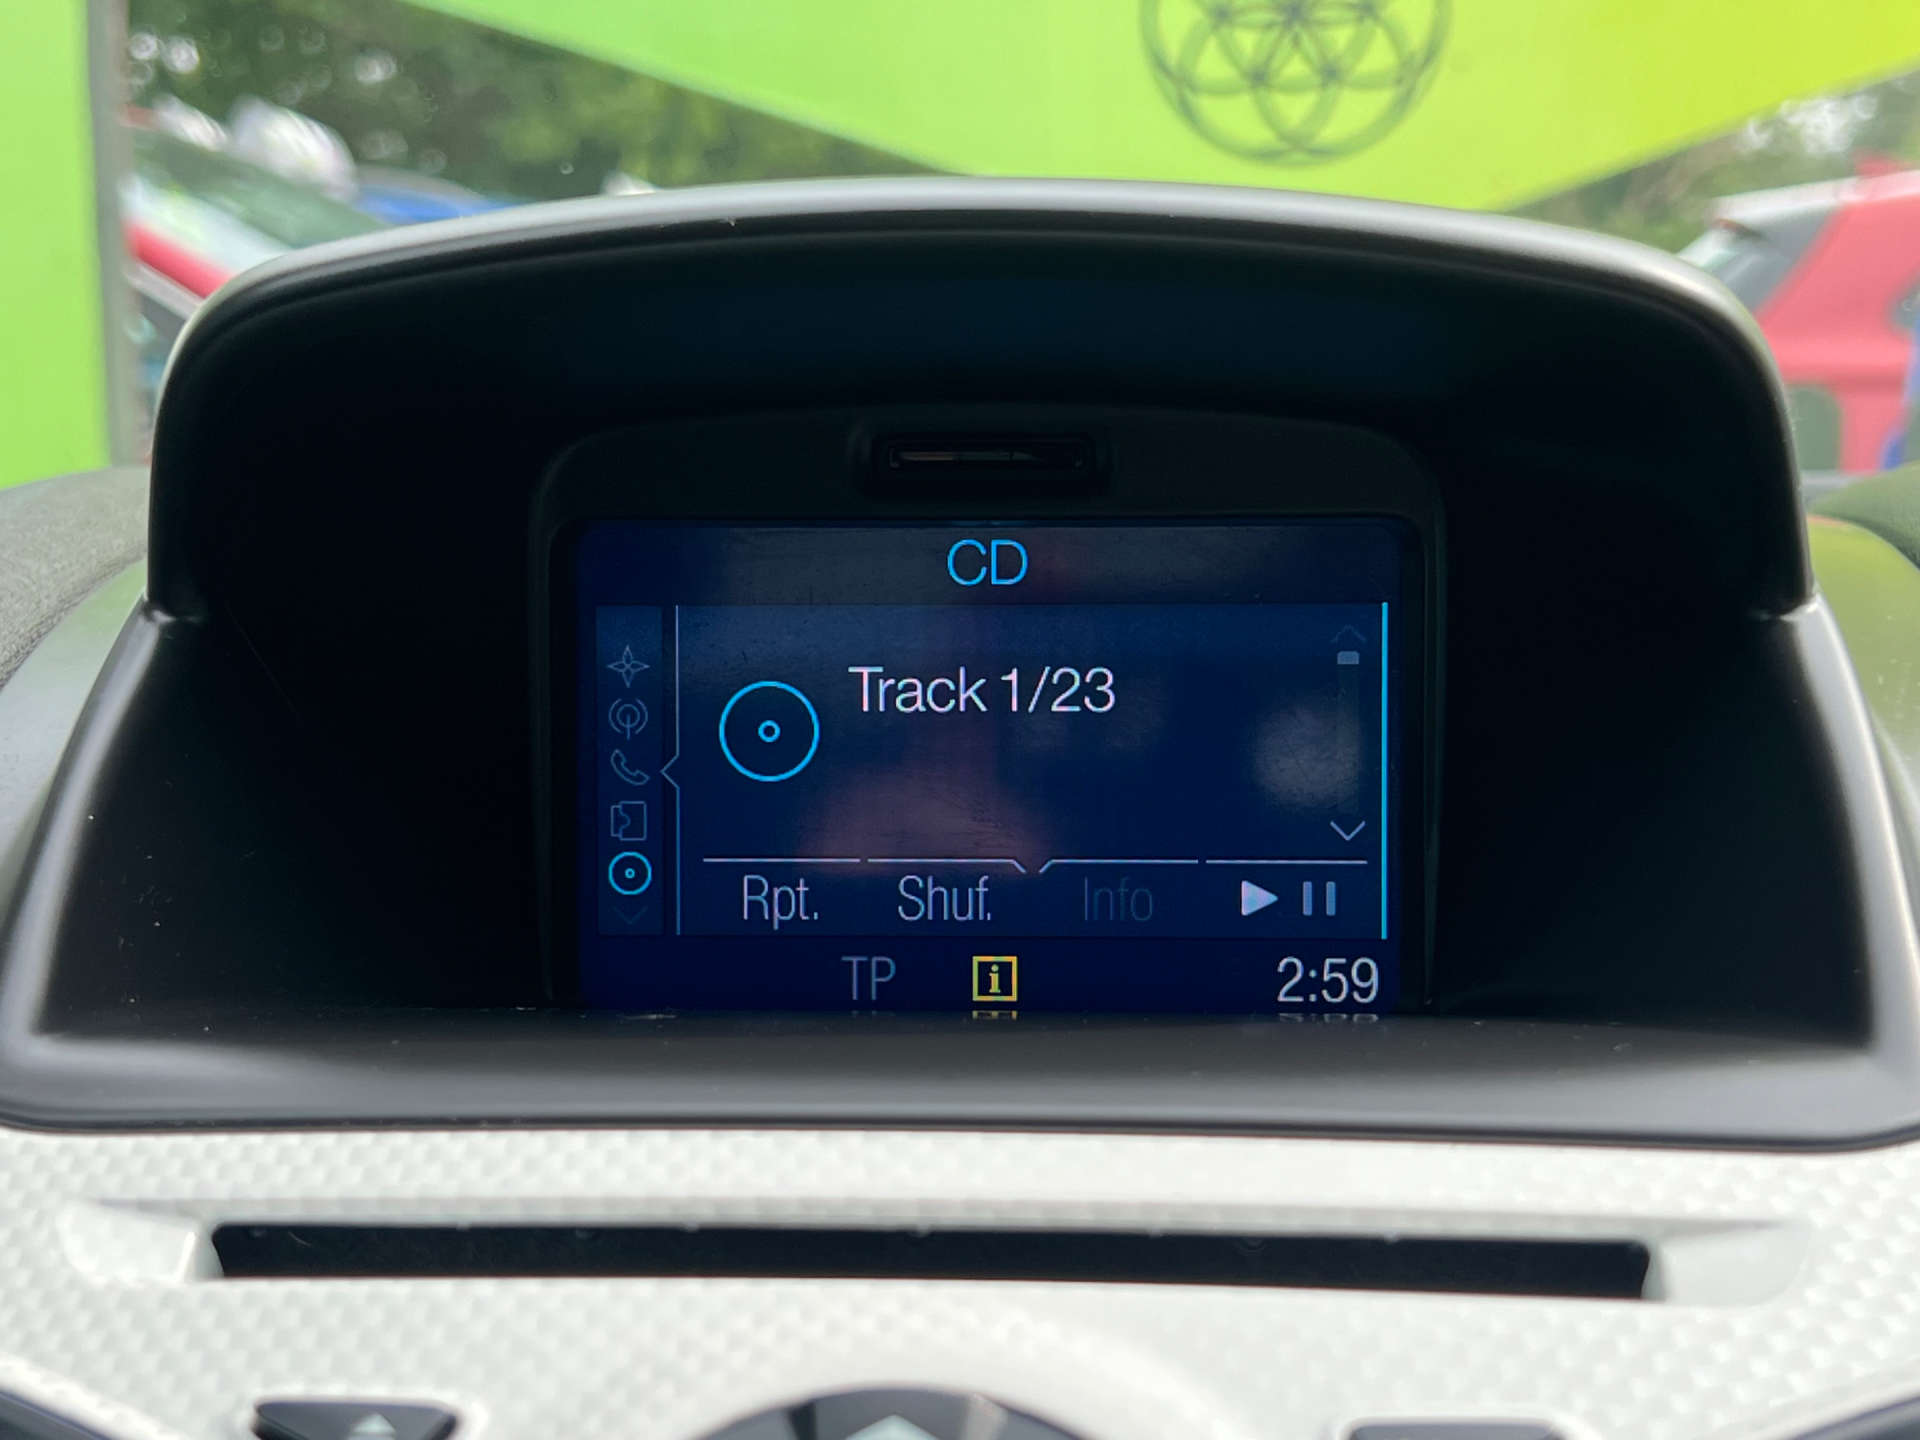 CD
Track 1/23
Rpt. Shuf. Info
TP i 2:59